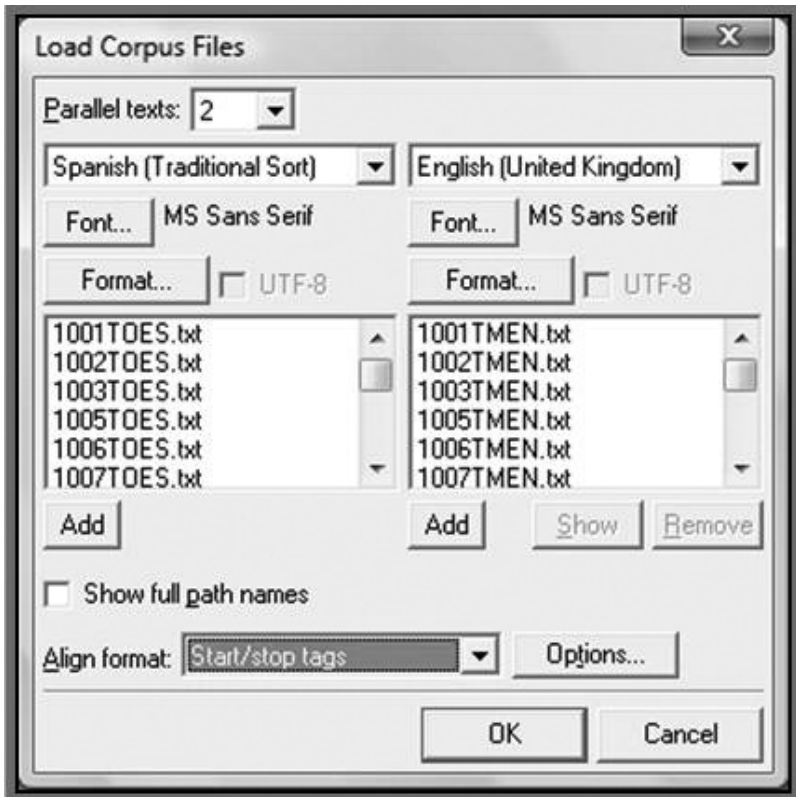 Load Corpus Files
Parallel texts: 2
Spanish (Traditional Sort) English (United Kingdom)
Font... MS Sans Serif Font... MS Sans Serif
Format... UTF-8 Format... UTF-8
1001TOES.txt 1001TMEN.txt
1002TOES.txt 1002TMEN.txt
1003TOES.txt 1003TMEN.txt
1005TOES.txt 1005TMEN.txt
1006TOES.txt 1006TMEN.txt
1007TOES.txt 1007TMEN.txt
Add Add Show Remove
Show full path names
Align format: Start/stop tags Options...
OK Cancel